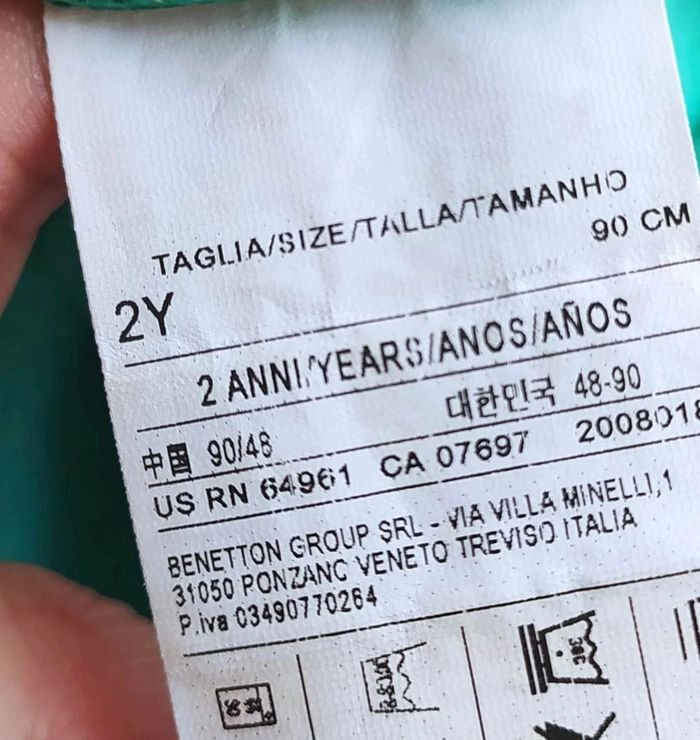 TAGLIA/SIZE/TALLA/TAMANHO
90 CM
2Y
2 ANNI/YEARS/ANOS/AÑOS
대한민국 48-90
中国 90/48
US RN 64961 CA 07697 2008018
BENETTON GROUP SRL - VIA VILLA MINELLI,1
31050 PONZANO VENETO TREVISO ITALIA
P.iva 03490770264